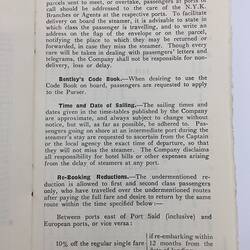 parcels sent to meet, or overtake, passengers at ports of
call should be addressed to the care of the N.Y.K.
Branches or Agents at the respective ports. To facilitate
delivery on board the steamer, it is advisable to state in
which class the passenger is travelling, and to write an
address on the flap of the envelope or on the parcel,
notifying the place to which they may be returned or
forwarded, in case they miss the steamer. Though every
care will be taken in dealing with passengers' letters and
telegrams, the Company shall not be responsible for non-
delivery, loss or delay.
Bentley's Code Book.—When desiring to use the
Code Book on board, passengers are requested to apply
to the Purser.
Time and Date of Sailing.—The sailing times and
dates given in the time-tables published by the Company
are approximate, and always subject to change without
notice, but will, as far as possible, be adhered to. Pas-
sengers going on shore at an intermediate port during the
steamer's stay are requested to ascertain from the Captain
or the local agency the exact time of departure, so that
they will not miss the steamer. The Company disclaims
all responsibility for hotel bills or other expenses arising
from the delay of steamers at any port.
Re-Booking Reductions.—The undermentioned re-
duction is allowed to first and second class passengers
only, who have travelled over the undermentioned routes
after paying the full fare and desire to return by the same
route within the time specified below:—
Between ports east of Port Said (inclusive) and
European ports, or vice versa:
10% off the regular single fare
if re-embarking within
12 months from the